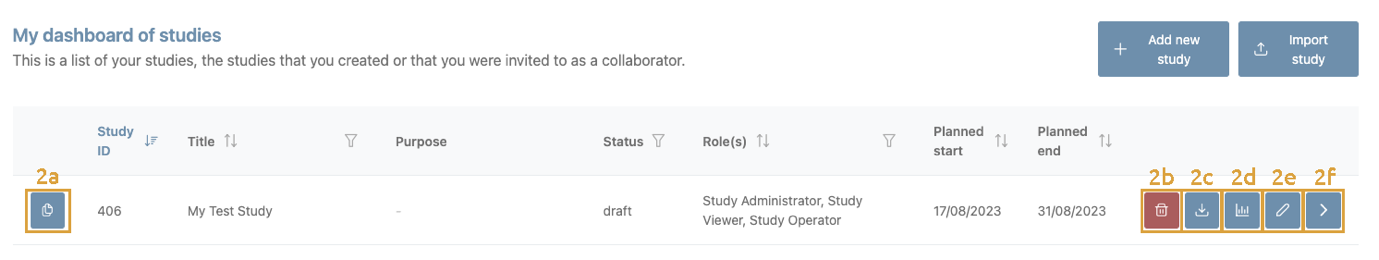 My dashboard of studies
This is a list of your studies, the studies that you created or that you were invited to as a collaborator.
Add new
study
Import
study
Study
ID
Title
Purpose
Status
Role(s)
Planned
start
Planned
end
2a
2b
2c
2d
2e
2f
406
My Test Study
-
draft
Study Administrator, Study
Viewer, Study Operator
17/08/2023
31/08/2023